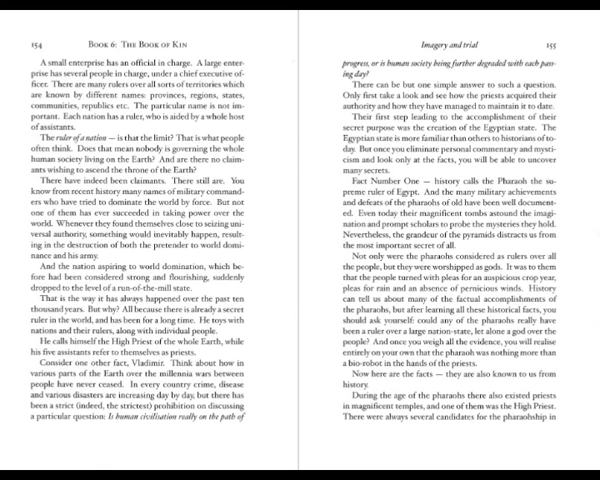 154 Book 6: The Book of Kin
A small enterprise has an official in charge. A large enter-
prise has several people in charge, under a chief executive of-
ficer. There are many rulers over all sorts of territories which
are known by different names: provinces, regions, states,
communities, republics etc. The particular name is not im-
portant. Each nation has a ruler, who is aided by a whole host
of assistants.
The ruler of a nation — is that the limit? That is what people
often think. Does that mean nobody is governing the whole
human society living on the Earth? And are there no claim-
ants wishing to ascend the throne of the Earth?
There have indeed been claimants. There still are. You
know from recent history many names of military command-
ers who have tried to dominate the world by force. But not
one of them has ever succeeded in taking power over the
world. Whenever they found themselves close to seizing uni-
versal authority, something would inevitably happen, result-
ing in the destruction of both the pretender to world domi-
nance and his army.
And the nation aspiring to world domination, which be-
fore had been considered strong and flourishing, suddenly
dropped to the level of a run-of-the-mill state.
That is the way it has always happened over the past ten
thousand years. But why? All because there is already a secret
ruler in the world, and has been for a long time. He toys with
nations and their rulers, along with individual people.
He calls himself the High Priest of the whole Earth, while
his five assistants refer to themselves as priests.
Consider one other fact, Vladimir. Think about how in
various parts of the Earth over the millennia wars between
people have never ceased. In every country crime, disease
and various disasters are increasing day by day, but there has
been a strict (indeed, the strictest) prohibition on discussing
a particular question: Is human civilisation really on the path of
Imagery and trial 155
progress, or is human society being further degraded with each pass-
ing day?
There can be but one simple answer to such a question.
Only first take a look and see how the priests acquired their
authority and how they have managed to maintain it to date.
Their first step leading to the accomplishment of their
secret purpose was the creation of the Egyptian state. The
Egyptian state is more familiar than others to historians of to-
day. But once you eliminate personal commentary and mysti-
cism and look only at the facts, you will be able to uncover
many secrets.
Fact Number One — history calls the Pharaoh the su-
preme ruler of Egypt. And the many military achievements
and defeats of the pharaohs of old have been well document-
ed. Even today their magnificent tombs astound the imagi-
nation and prompt scholars to probe the mysteries they hold.
Nevertheless, the grandeur of the pyramids distracts us from
the most important secret of all.
Not only were the pharaohs considered as rulers over all
the people, but they were worshipped as gods. It was to them
that the people turned with pleas for an auspicious crop year,
pleas for rain and an absence of pernicious winds. History
can tell us about many of the factual accomplishments of
the pharaohs, but after learning all these historical facts, you
should ask yourself: could any of the pharaohs really have
been a ruler over a large nation-state, let alone a god over the
people? And once you weigh all the evidence, you will realise
entirely on your own that the pharaoh was nothing more than
a bio-robot in the hands of the priests.
Now here are the facts — they are also known to us from
history.
During the age of the pharaohs there also existed priests
in magnificent temples, and one of them was the High Priest.
There were always several candidates for the pharaohship in